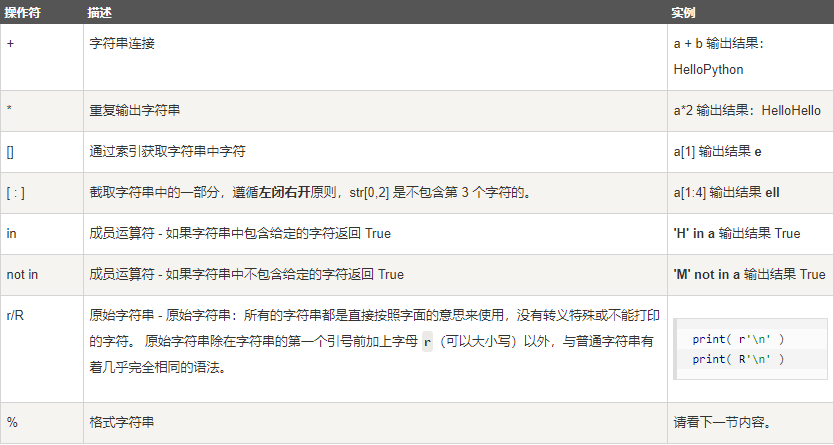 操作符 描述 实例
+ 字符串连接 a + b 输出结果：
HelloPython
* 重复输出字符串 a*2 输出结果：HelloHello
[] 通过索引获取字符串中字符 a[1] 输出结果 e
[ : ] 截取字符串中的一部分，遵循左闭右开原则，str[0,2] 是不包含第 3 个字符的。 a[1:4] 输出结果 ell
in 成员运算符 - 如果字符串中包含给定的字符返回 True 'H' in a 输出结果 True
not in 成员运算符 - 如果字符串中不包含给定的字符返回 True 'M' not in a 输出结果 True
r/R 原始字符串 - 原始字符串：所有的字符串都是直接按照字面的意思来使用，没有转义特殊或不能打印
的字符。 原始字符串除在字符串的第一个引号前加上字母 r（可以大小写）以外，与普通字符串有
着几乎完全相同的语法。
print( r'\n' )
print( R'\n' )
% 格式字符串 请看下一节内容。